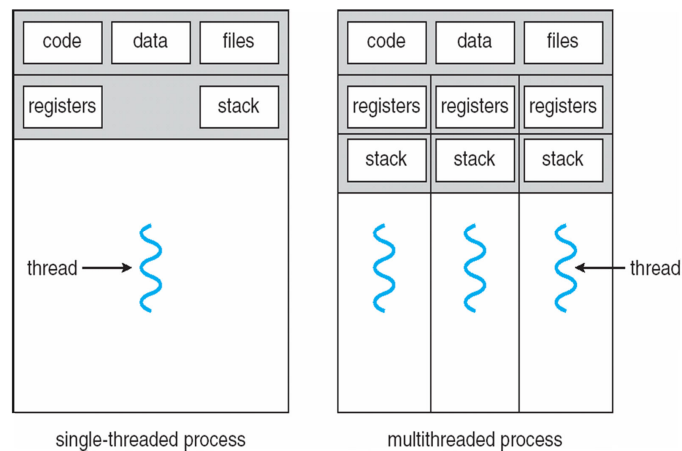 code data files
registers stack
thread
single-threaded process
code data files
registers registers registers
stack stack stack
thread
multithreaded process